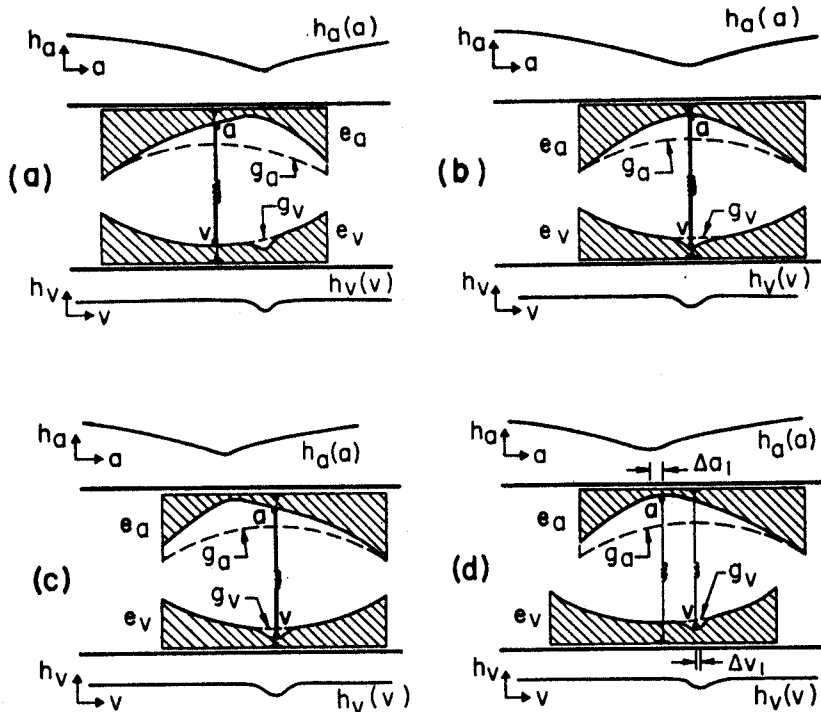 hₐ(a)
hₐ
a
a
eₐ
(a)
gₐ
gᵥ
v
eᵥ
hᵥ
v
hᵥ(v)
hₐ(a)
hₐ
a
a
eₐ
(b)
gₐ
gᵥ
v
eᵥ
hᵥ
v
hᵥ(v)
hₐ
a
hₐ(a)
a
eₐ
(c)
gₐ
gᵥ
v
eᵥ
hᵥ
v
hᵥ(v)
hₐ
a
hₐ(a)
Δa₁
a
eₐ
(d)
gₐ
gᵥ
v
eᵥ
Δv₁
hᵥ
v
hᵥ(v)